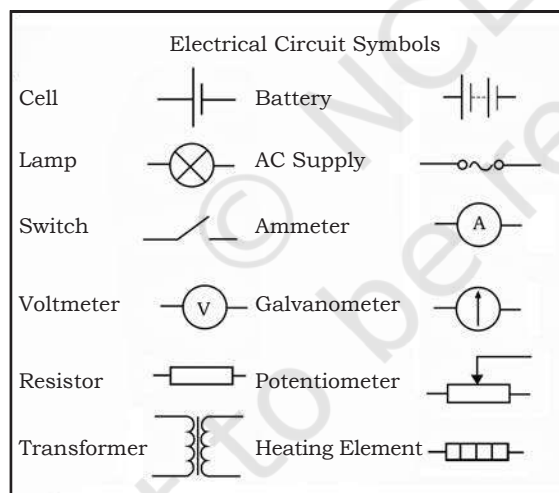 Electrical Circuit Symbols
Cell Battery
Lamp AC Supply
Switch Ammeter
A
Voltmeter Galvanometer
V
Resistor Potentiometer
Transformer Heating Element